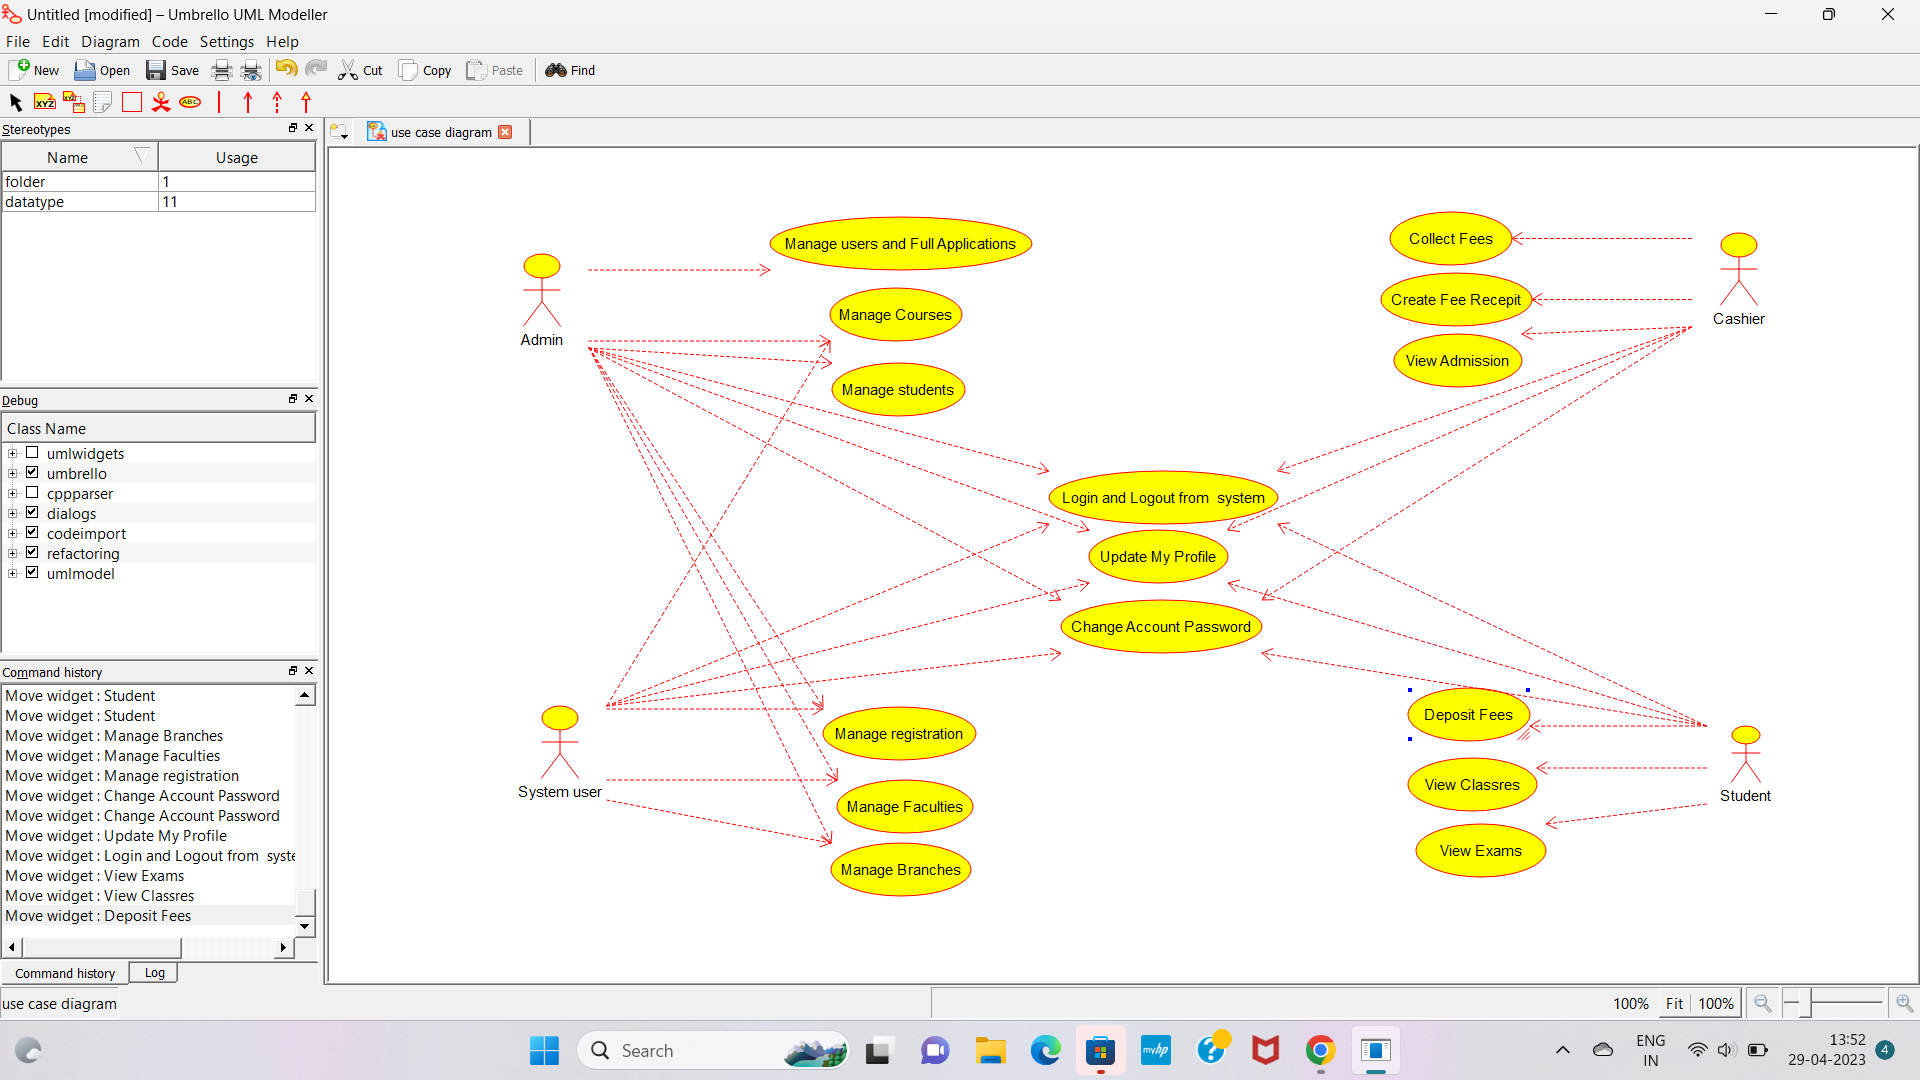 Untitled [modified] – Umbrello UML Modeller
File Edit Diagram Code Settings Help
New Open Save Cut Copy Paste Find
XYZ XYZ ABC
Stereotypes
Name Usage
folder 1
datatype 11
Debug
Class Name
umlwidgets
umbrello
cppparser
dialogs
codeimport
refactoring
umlmodel
Command history
Move widget : Student
Move widget : Student
Move widget : Manage Branches
Move widget : Manage Faculties
Move widget : Manage registration
Move widget : Change Account Password
Move widget : Change Account Password
Move widget : Update My Profile
Move widget : Login and Logout from  syste
Move widget : View Exams
Move widget : View Classres
Move widget : Deposit Fees
Command history Log
use case diagram
Manage users and Full Applications
Manage Courses
Manage students
Admin
Collect Fees
Create Fee Recepit
View Admission
Cashier
Login and Logout from  system
Update My Profile
Change Account Password
System user
Manage registration
Manage Faculties
Manage Branches
Deposit Fees
View Classres
View Exams
Student
use case diagram
100% Fit 100%
Search
myhp
ENG
IN
13:52
29-04-2023
4